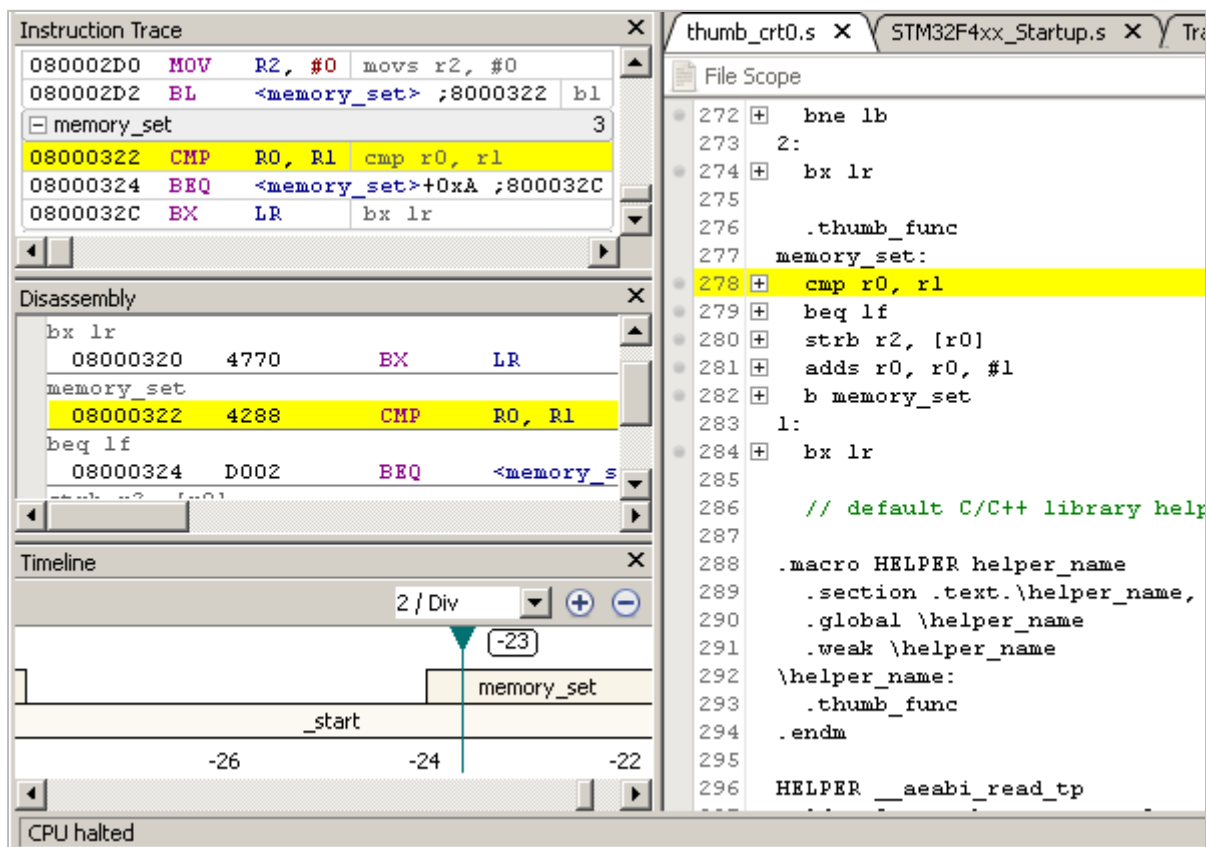 Instruction Trace
080002D0 MOV R2, #0 movs r2, #0
080002D2 BL <memory_set> ;8000322 bl
memory_set 3
08000322 CMP R0, R1 cmp r0, r1
08000324 BEQ <memory_set>+0xA ;800032C
0800032C BX LR bx lr
Disassembly
bx lr
08000320 4770 BX LR
memory_set
08000322 4288 CMP R0, R1
beq 1f
08000324 D002 BEQ <memory_s
strb r2, [r0]
Timeline
2 / Div
-23
memory_set
_start
-26 -24 -22
CPU halted
thumb_crt0.s STM32F4xx_Startup.s Tra
File Scope
272 bne 1b
273 2:
274 bx lr
275
276 .thumb_func
277 memory_set:
278 cmp r0, r1
279 beq 1f
280 strb r2, [r0]
281 adds r0, r0, #1
282 b memory_set
283 1:
284 bx lr
285
286 // default C/C++ library help
287
288 .macro HELPER helper_name
289 .section .text.\helper_name,
290 .global \helper_name
291 .weak \helper_name
292 \helper_name:
293 .thumb_func
294 .endm
295
296 HELPER __aeabi_read_tp